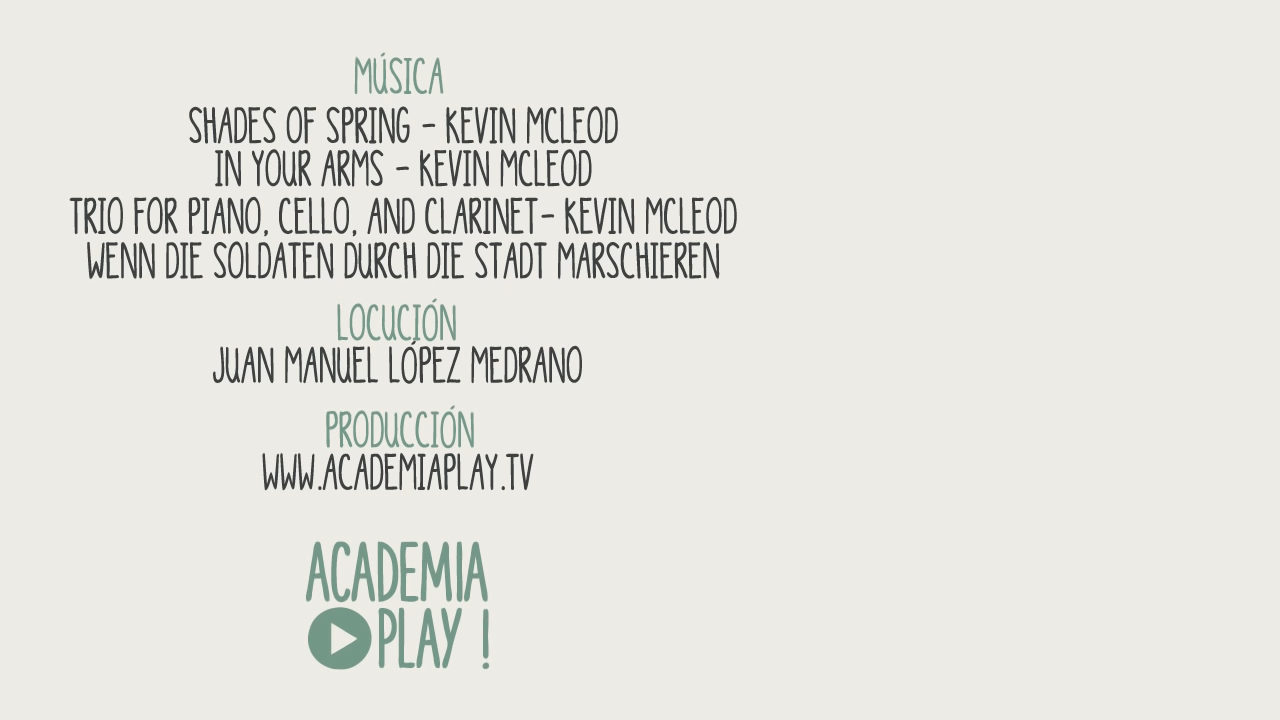 MÚSICA
SHADES OF SPRING - KEVIN MCLEOD
IN YOUR ARMS - KEVIN MCLEOD
TRIO FOR PIANO, CELLO, AND CLARINET- KEVIN MCLEOD
WENN DIE SOLDATEN DURCH DIE STADT MARSCHIEREN
LOCUCIÓN
JUAN MANUEL LÓPEZ MEDRANO
PRODUCCIÓN
WWW.ACADEMIAPLAY.TV
ACADEMIA
PLAY !